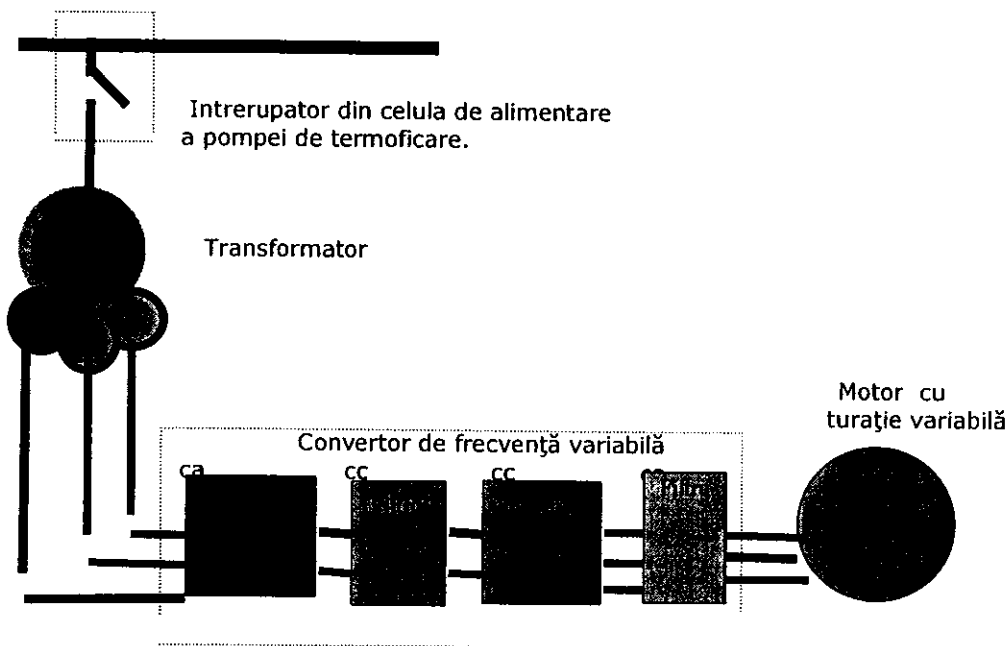 Intrerupator din celula de alimentare
a pompei de termoficare.
Transformator
Motor cu
turaţie variabilă
Convertor de frecvenţă variabilă
ca
cc
cc